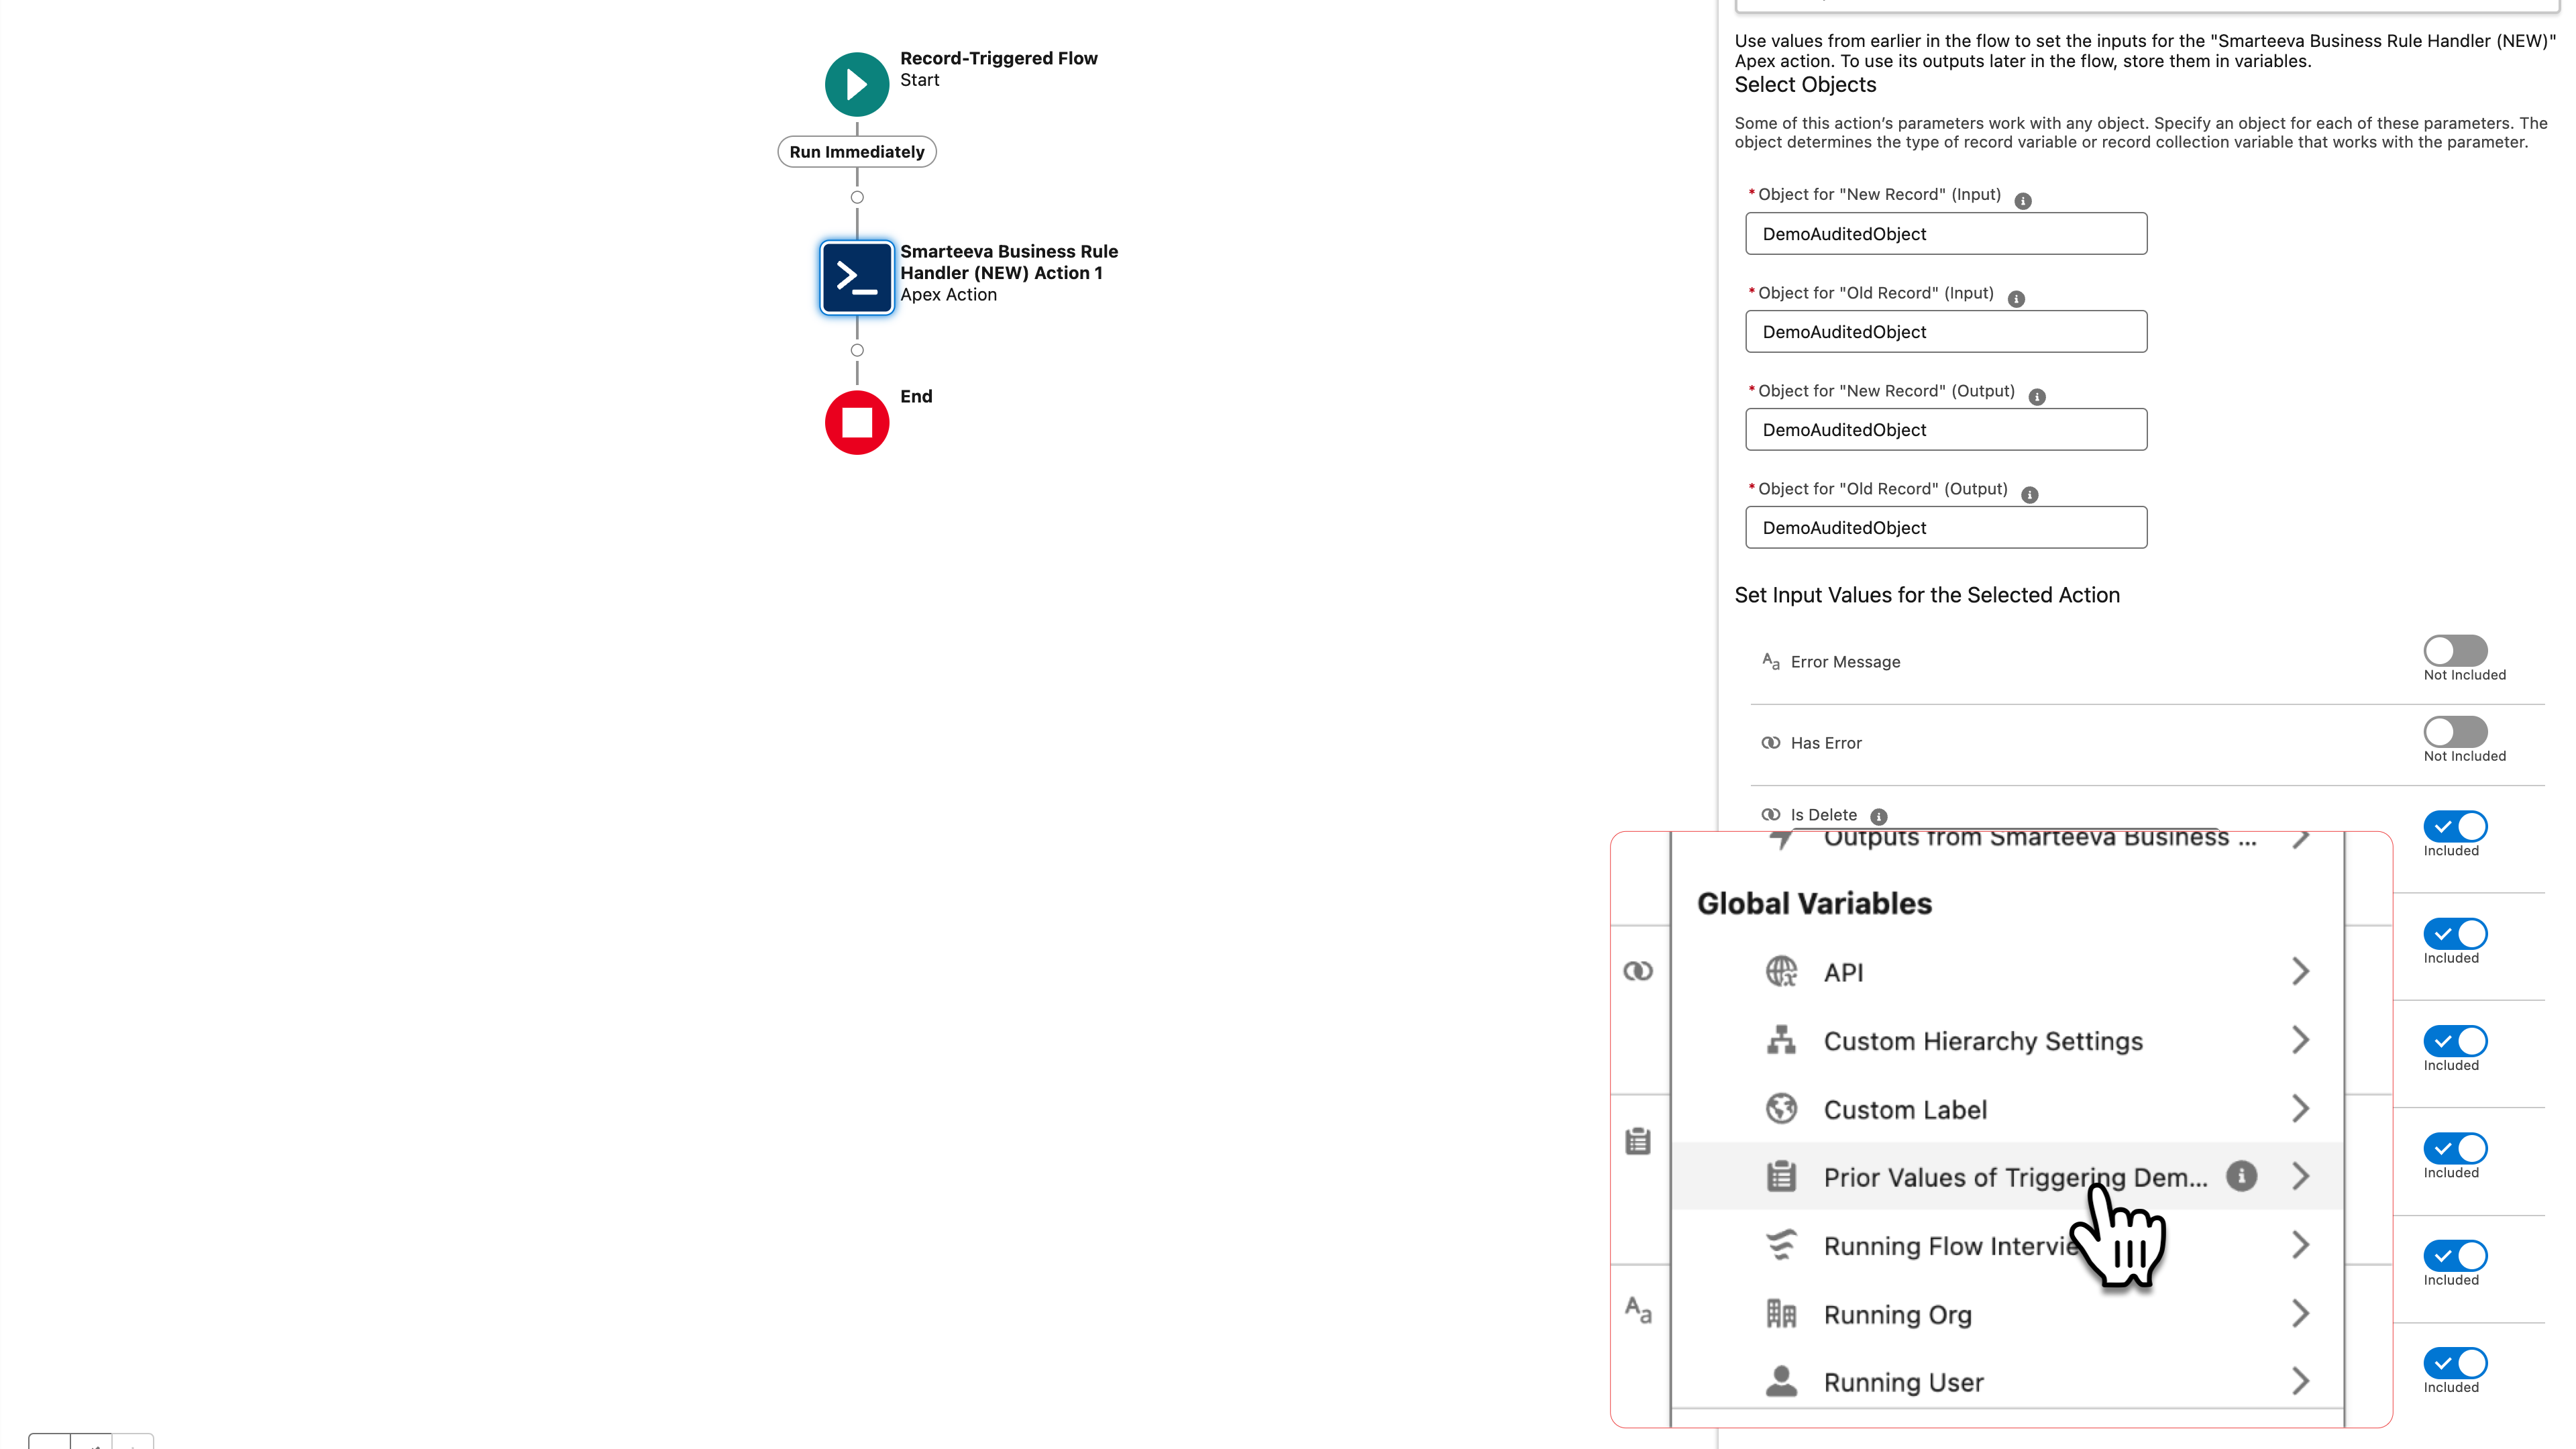 Record-Triggered Flow
Start
Run Immediately
Smarteeva Business Rule
Handler (NEW) Action 1
Apex Action
End
Use values from earlier in the flow to set the inputs for the "Smarteeva Business Rule Handler (NEW)"
Apex action. To use its outputs later in the flow, store them in variables.
Select Objects
Some of this action's parameters work with any object. Specify an object for each of these parameters. The
object determines the type of record variable or record collection variable that works with the parameter.
*Object for "New Record" (Input)
DemoAuditedObject
*Object for "Old Record" (Input)
DemoAuditedObject
*Object for "New Record" (Output)
DemoAuditedObject
*Object for "Old Record" (Output)
DemoAuditedObject
Set Input Values for the Selected Action
Aa Error Message
Not Included
Has Error
Not Included
Is Delete
Included
Outputs from Smarteeva Business ...
Global Variables
API
Custom Hierarchy Settings
Custom Label
Prior Values of Triggering Dem...
Running Flow Intervie
Aa
Running Org
Running User
Included
Included
Included
Included
Included